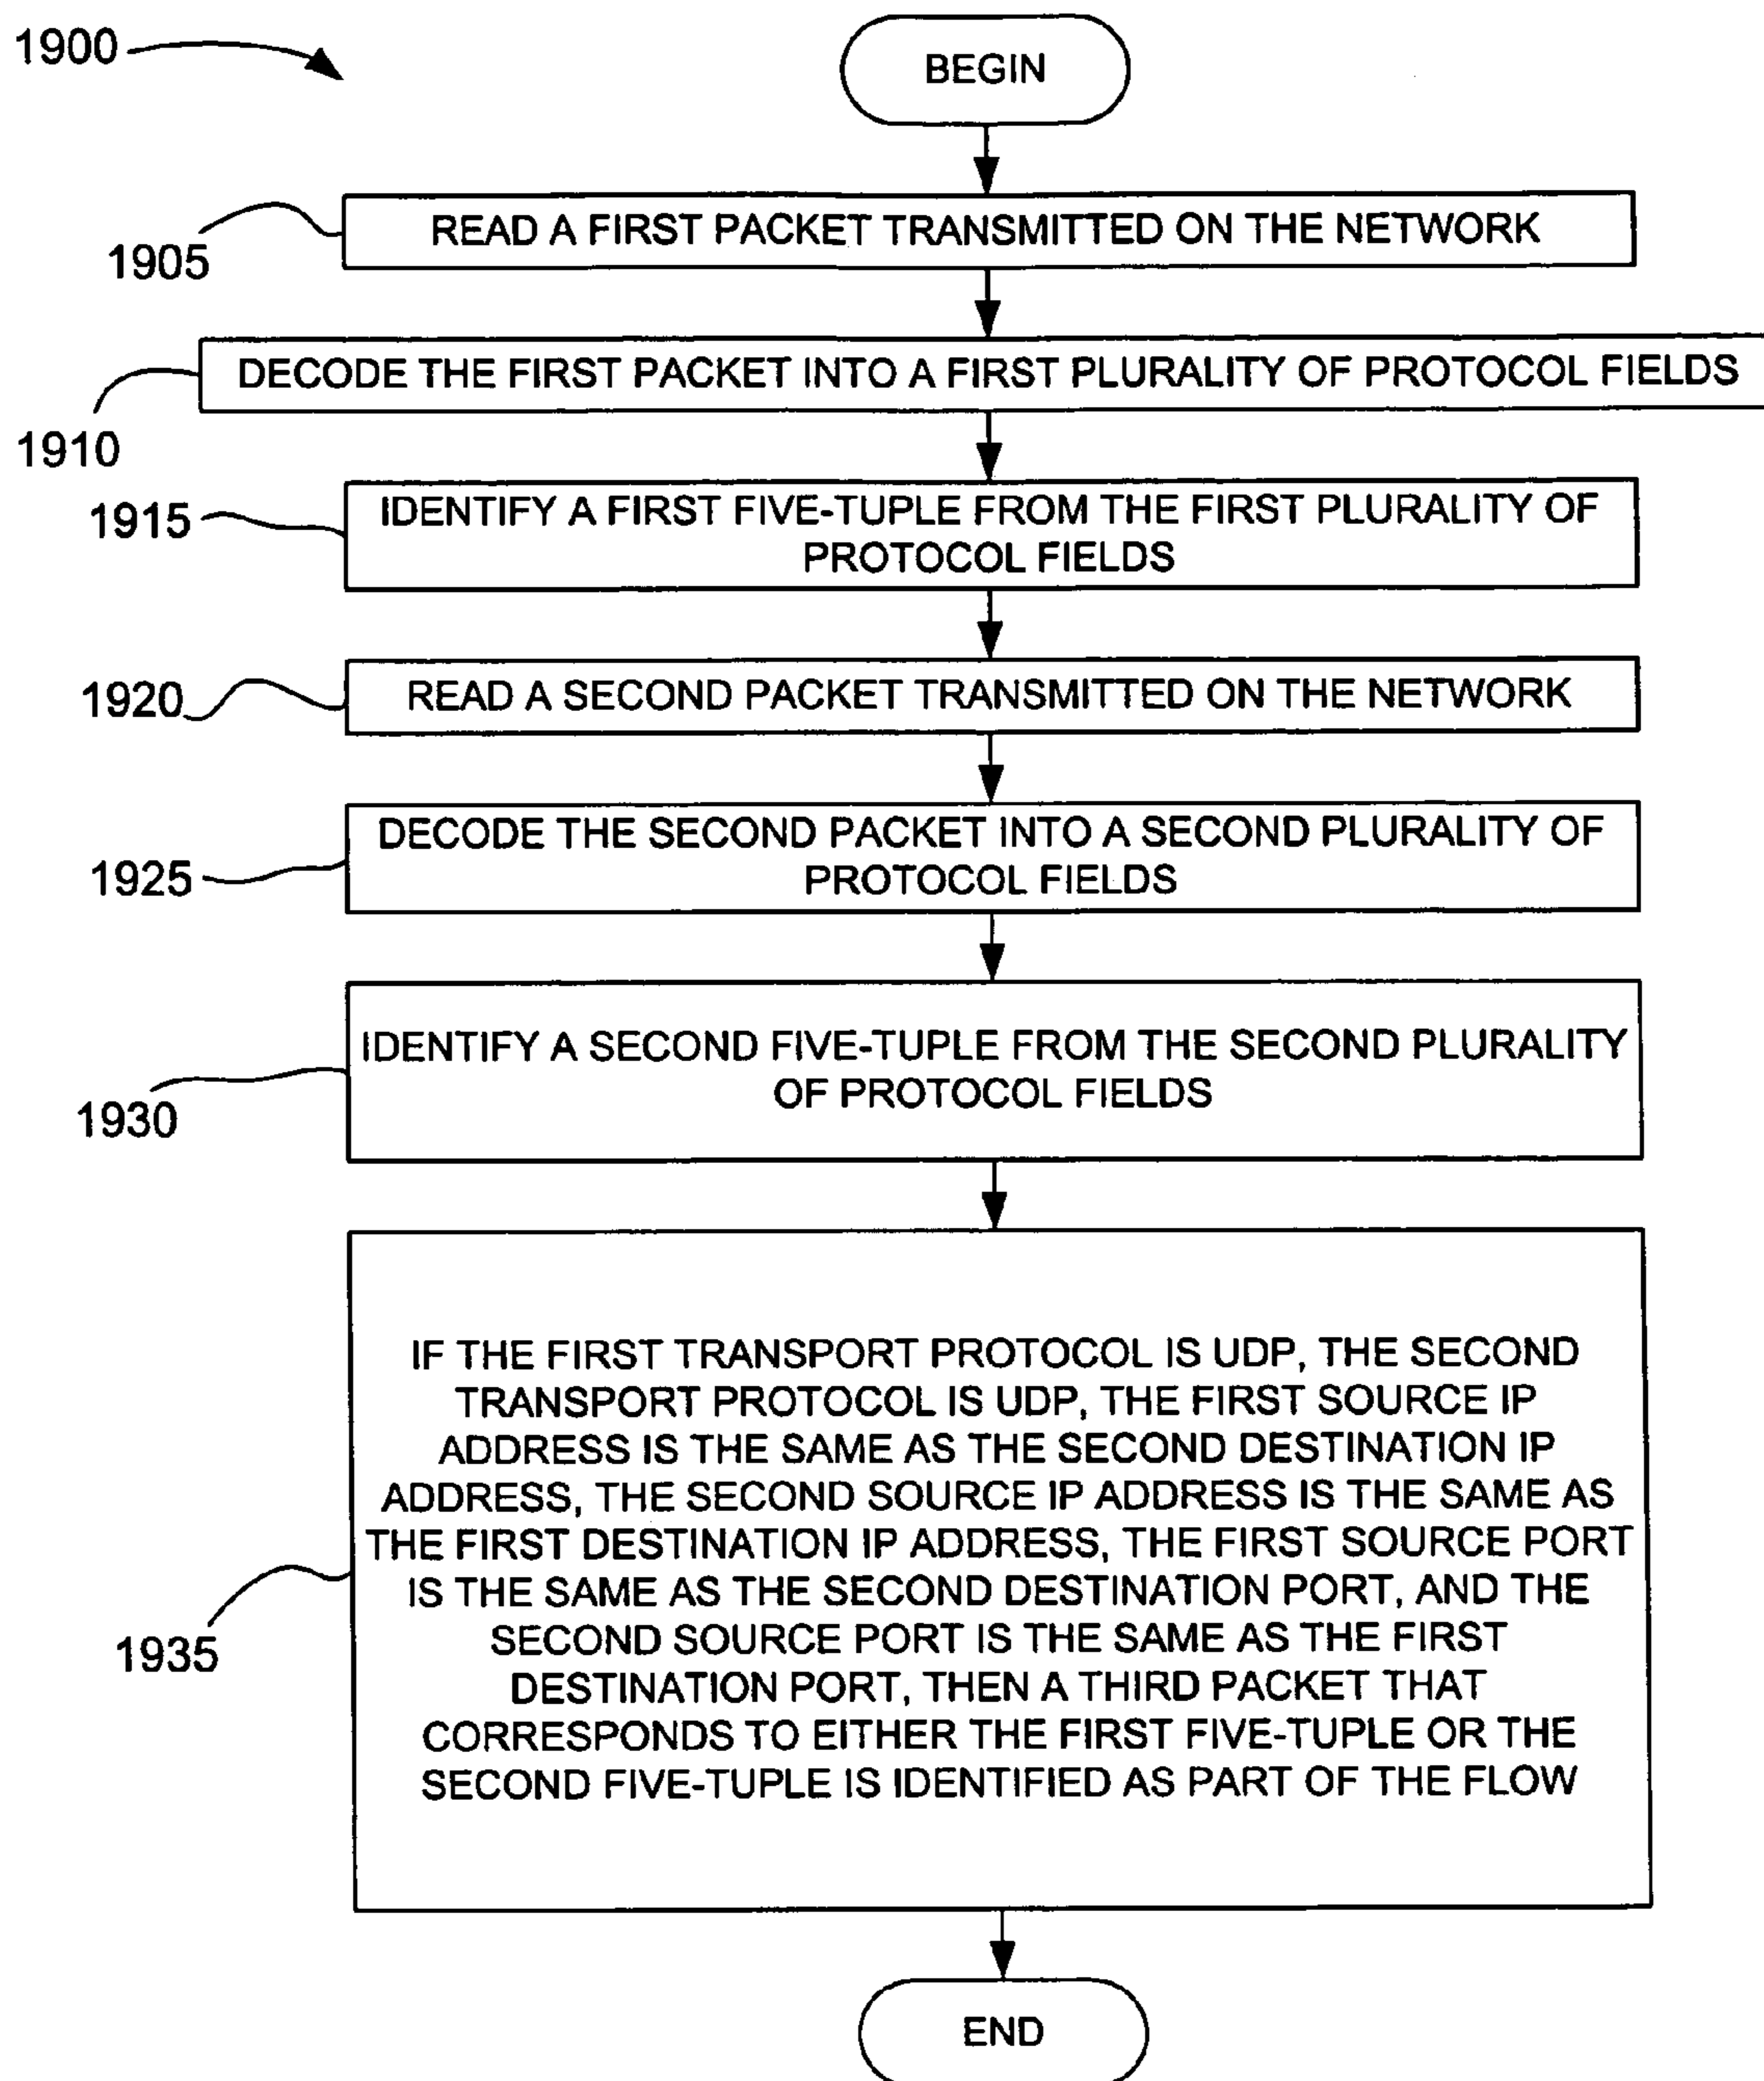 1900
BEGIN
1905
READ A FIRST PACKET TRANSMITTED ON THE NETWORK
1910
DECODE THE FIRST PACKET INTO A FIRST PLURALITY OF PROTOCOL FIELDS
1915
IDENTIFY A FIRST FIVE-TUPLE FROM THE FIRST PLURALITY OF
PROTOCOL FIELDS
1920
READ A SECOND PACKET TRANSMITTED ON THE NETWORK
1925
DECODE THE SECOND PACKET INTO A SECOND PLURALITY OF
PROTOCOL FIELDS
1930
IDENTIFY A SECOND FIVE-TUPLE FROM THE SECOND PLURALITY
OF PROTOCOL FIELDS
1935
IF THE FIRST TRANSPORT PROTOCOL IS UDP, THE SECOND
TRANSPORT PROTOCOL IS UDP, THE FIRST SOURCE IP
ADDRESS IS THE SAME AS THE SECOND DESTINATION IP
ADDRESS, THE SECOND SOURCE IP ADDRESS IS THE SAME AS
THE FIRST DESTINATION IP ADDRESS, THE FIRST SOURCE PORT
IS THE SAME AS THE SECOND DESTINATION PORT, AND THE
SECOND SOURCE PORT IS THE SAME AS THE FIRST
DESTINATION PORT, THEN A THIRD PACKET THAT
CORRESPONDS TO EITHER THE FIRST FIVE-TUPLE OR THE
SECOND FIVE-TUPLE IS IDENTIFIED AS PART OF THE FLOW
END